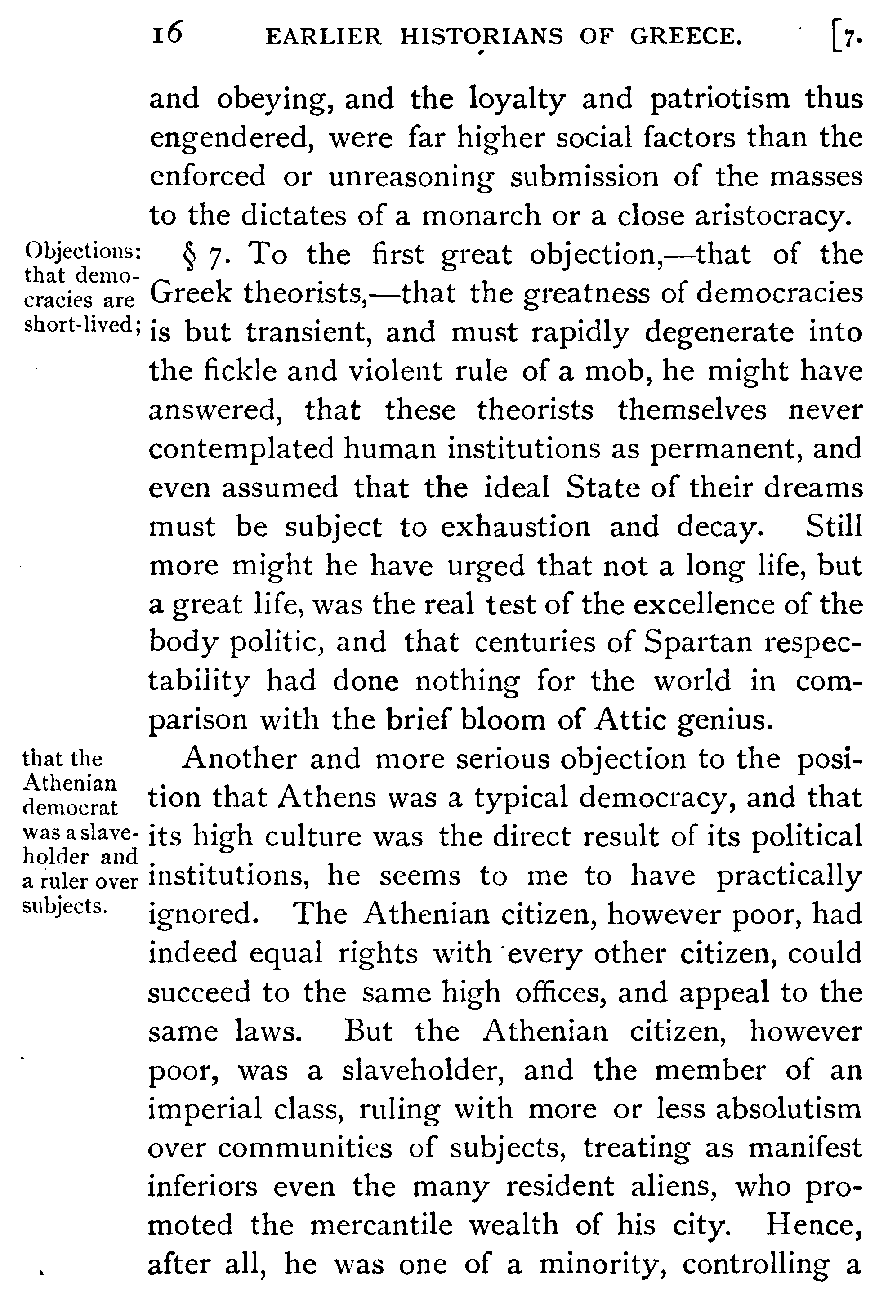 16 EARLIER HISTORIANS OF GREECE. [7.
and obeying, and the loyalty and patriotism thus
engendered, were far higher social factors than the
enforced or unreasoning submission of the masses
to the dictates of a monarch or a close aristocracy.
Objections:
that demo-
cracies are
short-lived;
§ 7. To the first great objection,—that of the
Greek theorists,—that the greatness of democracies
is but transient, and must rapidly degenerate into
the fickle and violent rule of a mob, he might have
answered, that these theorists themselves never
contemplated human institutions as permanent, and
even assumed that the ideal State of their dreams
must be subject to exhaustion and decay. Still
more might he have urged that not a long life, but
a great life, was the real test of the excellence of the
body politic, and that centuries of Spartan respec-
tability had done nothing for the world in com-
parison with the brief bloom of Attic genius.
that the
Athenian
democrat
was a slave-
holder and
a ruler over
subjects.
Another and more serious objection to the posi-
tion that Athens was a typical democracy, and that
its high culture was the direct result of its political
institutions, he seems to me to have practically
ignored. The Athenian citizen, however poor, had
indeed equal rights with every other citizen, could
succeed to the same high offices, and appeal to the
same laws. But the Athenian citizen, however
poor, was a slaveholder, and the member of an
imperial class, ruling with more or less absolutism
over communities of subjects, treating as manifest
inferiors even the many resident aliens, who pro-
moted the mercantile wealth of his city. Hence,
after all, he was one of a minority, controlling a